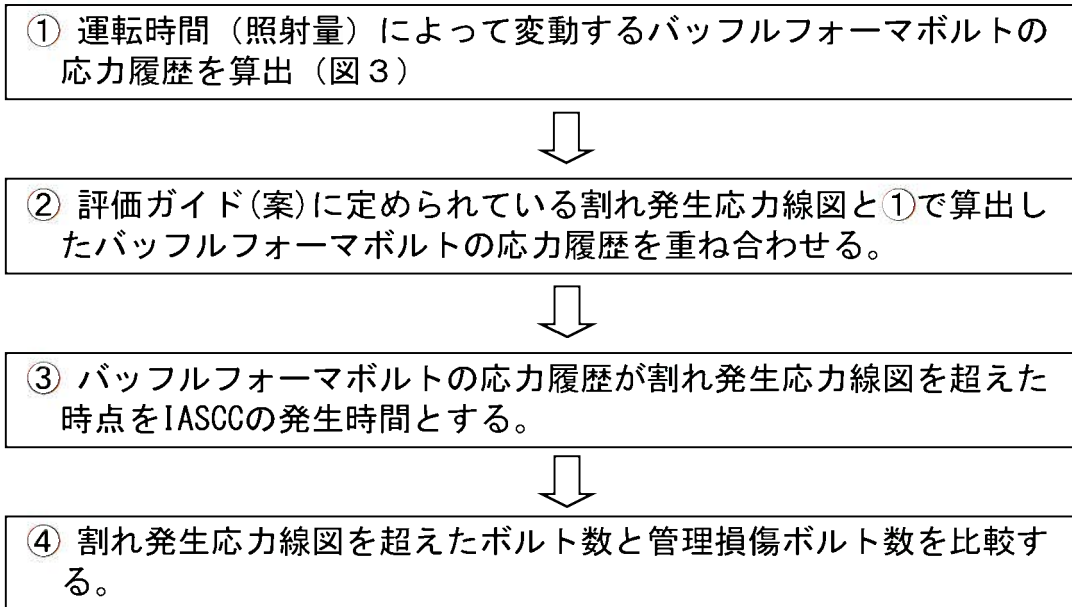 ① 運転時間（照射量）によって変動するバッフルフォーマボルトの
応力履歴を算出（図３）
② 評価ガイド(案)に定められている割れ発生応力線図と①で算出し
たバッフルフォーマボルトの応力履歴を重ね合わせる。
③ バッフルフォーマボルトの応力履歴が割れ発生応力線図を超えた
時点をIASCCの発生時間とする。
④ 割れ発生応力線図を超えたボルト数と管理損傷ボルト数を比較す
る。